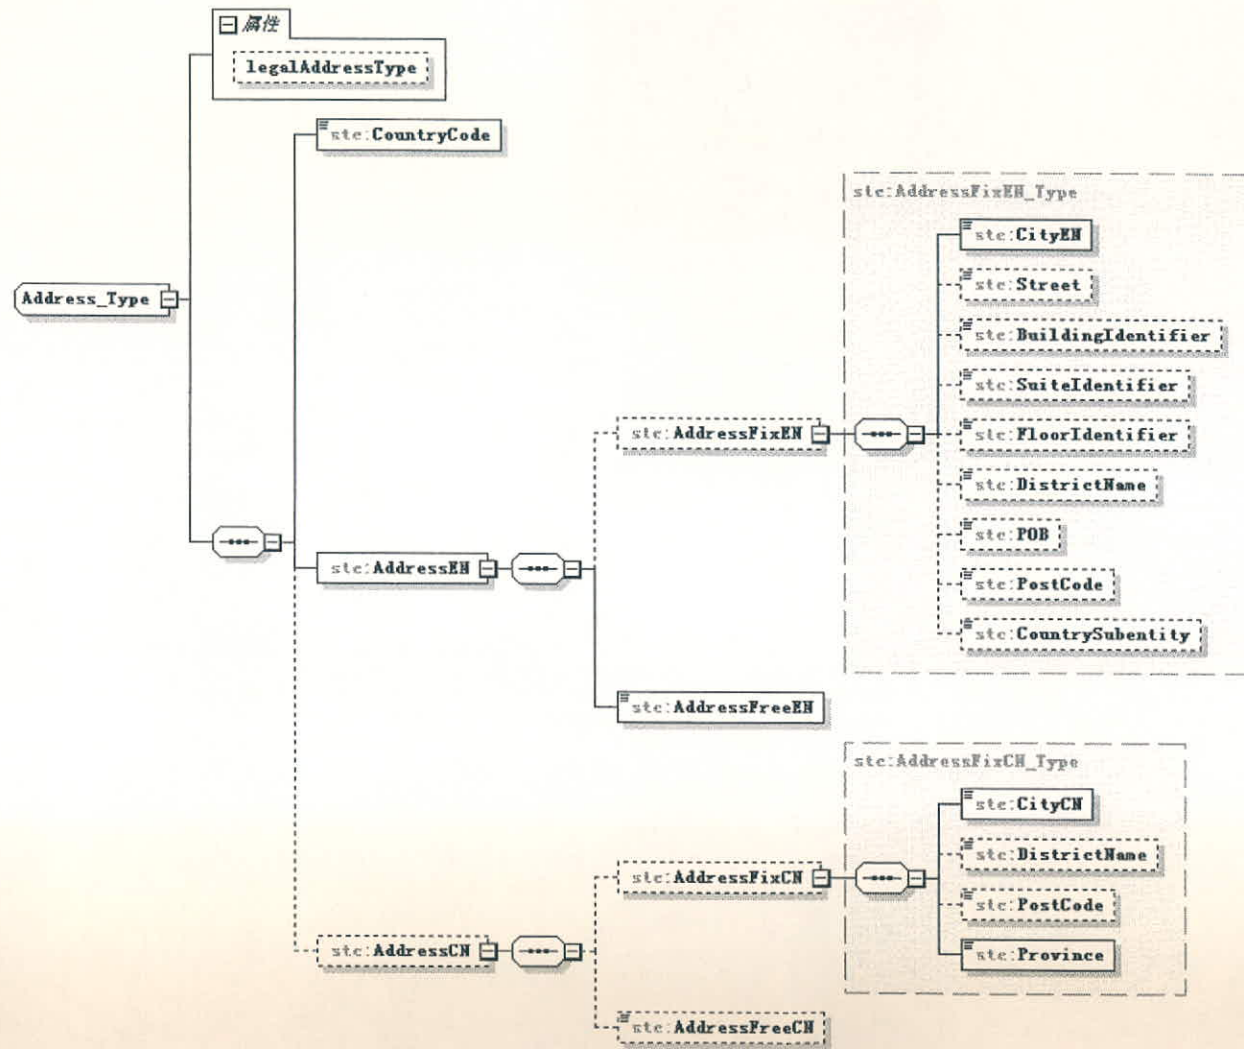 属性
legalAddressType
stc:CountryCode
stc:AddressFixEN_Type
stc:CityEN
Address_Type
stc:Street
stc:BuildingIdentifier
stc:SuiteIdentifier
stc:AddressFixEN
stc:FloorIdentifier
stc:DistrictName
stc:POB
stc:AddressEN
stc:PostCode
stc:CountrySubentity
stc:AddressFreeEN
stc:AddressFixCN_Type
stc:CityCN
stc:DistrictName
stc:AddressFixCN
stc:PostCode
stc:AddressCN
stc:Province
stc:AddressFreeCN